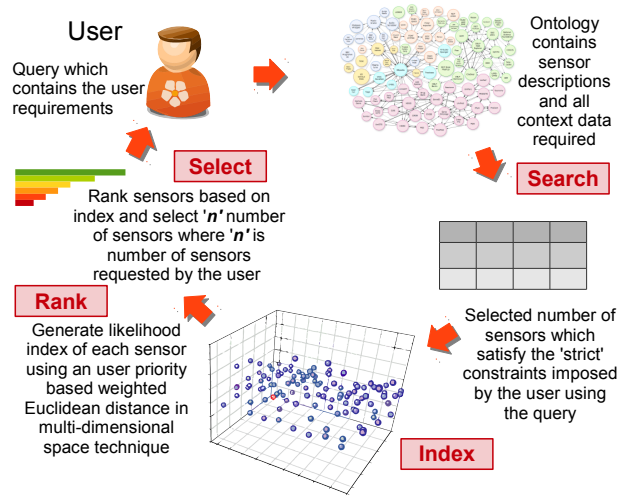 User
Query which
contains the user
requirements
Ontology
contains
sensor
descriptions
and all
context data
required
Search
Selected number of
sensors which
satisfy the 'strict'
constraints imposed
by the user using
the query
Index
Generate likelihood
index of each sensor
using an user priority
based weighted
Euclidean distance in
multi-dimensional
space technique
Rank
Rank sensors based on
index and select 'n' number
of sensors where 'n' is
number of sensors
requested by the user
Select